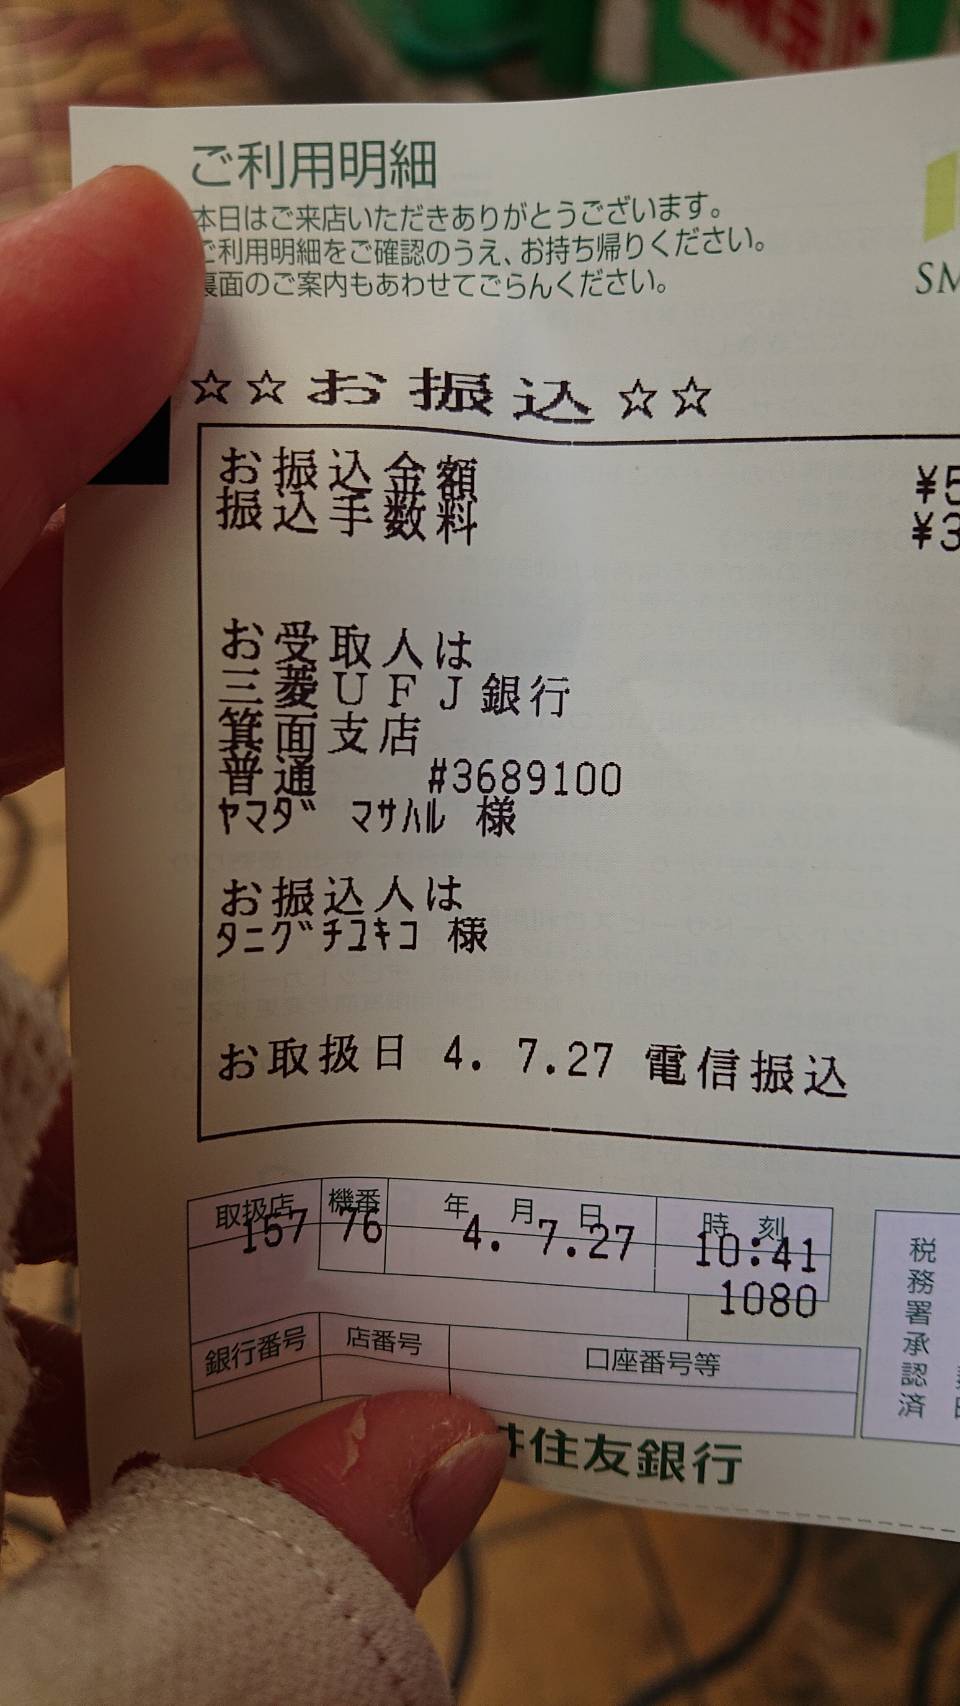 ご利用明細
本日はご来店いただきありがとうございます。
ご利用明細をご確認のうえ、お持ち帰りください。
裏面のご案内もあわせてごらんください。
SM
☆☆お振込☆☆
お振込金額 ¥5
振込手数料 ¥3
お受取人は
三菱UFJ銀行
箕面支店
普通 #3689100
ヤマダ マサハル 様
お振込人は
タニグチユキコ 様
お取扱日 4. 7.27 電信振込
取扱店 機番 年 月 日 時 刻
157 76 4. 7.27 10:41
1080
銀行番号 店番号 口座番号等
税務署承認済
井住友銀行